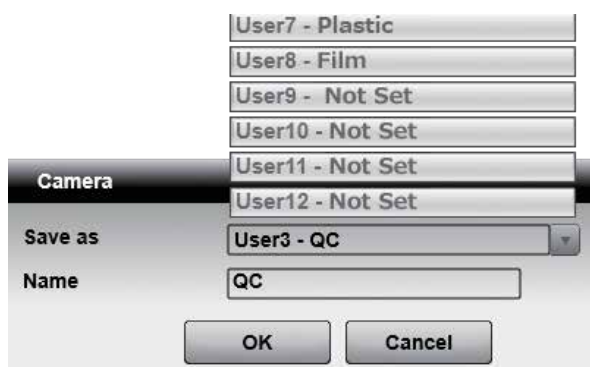 User7 - Plastic
User8 - Film
User9 - Not Set
User10 - Not Set
User11 - Not Set
Camera
User12 - Not Set
Save as
User3 - QC
Name
QC
OK
Cancel